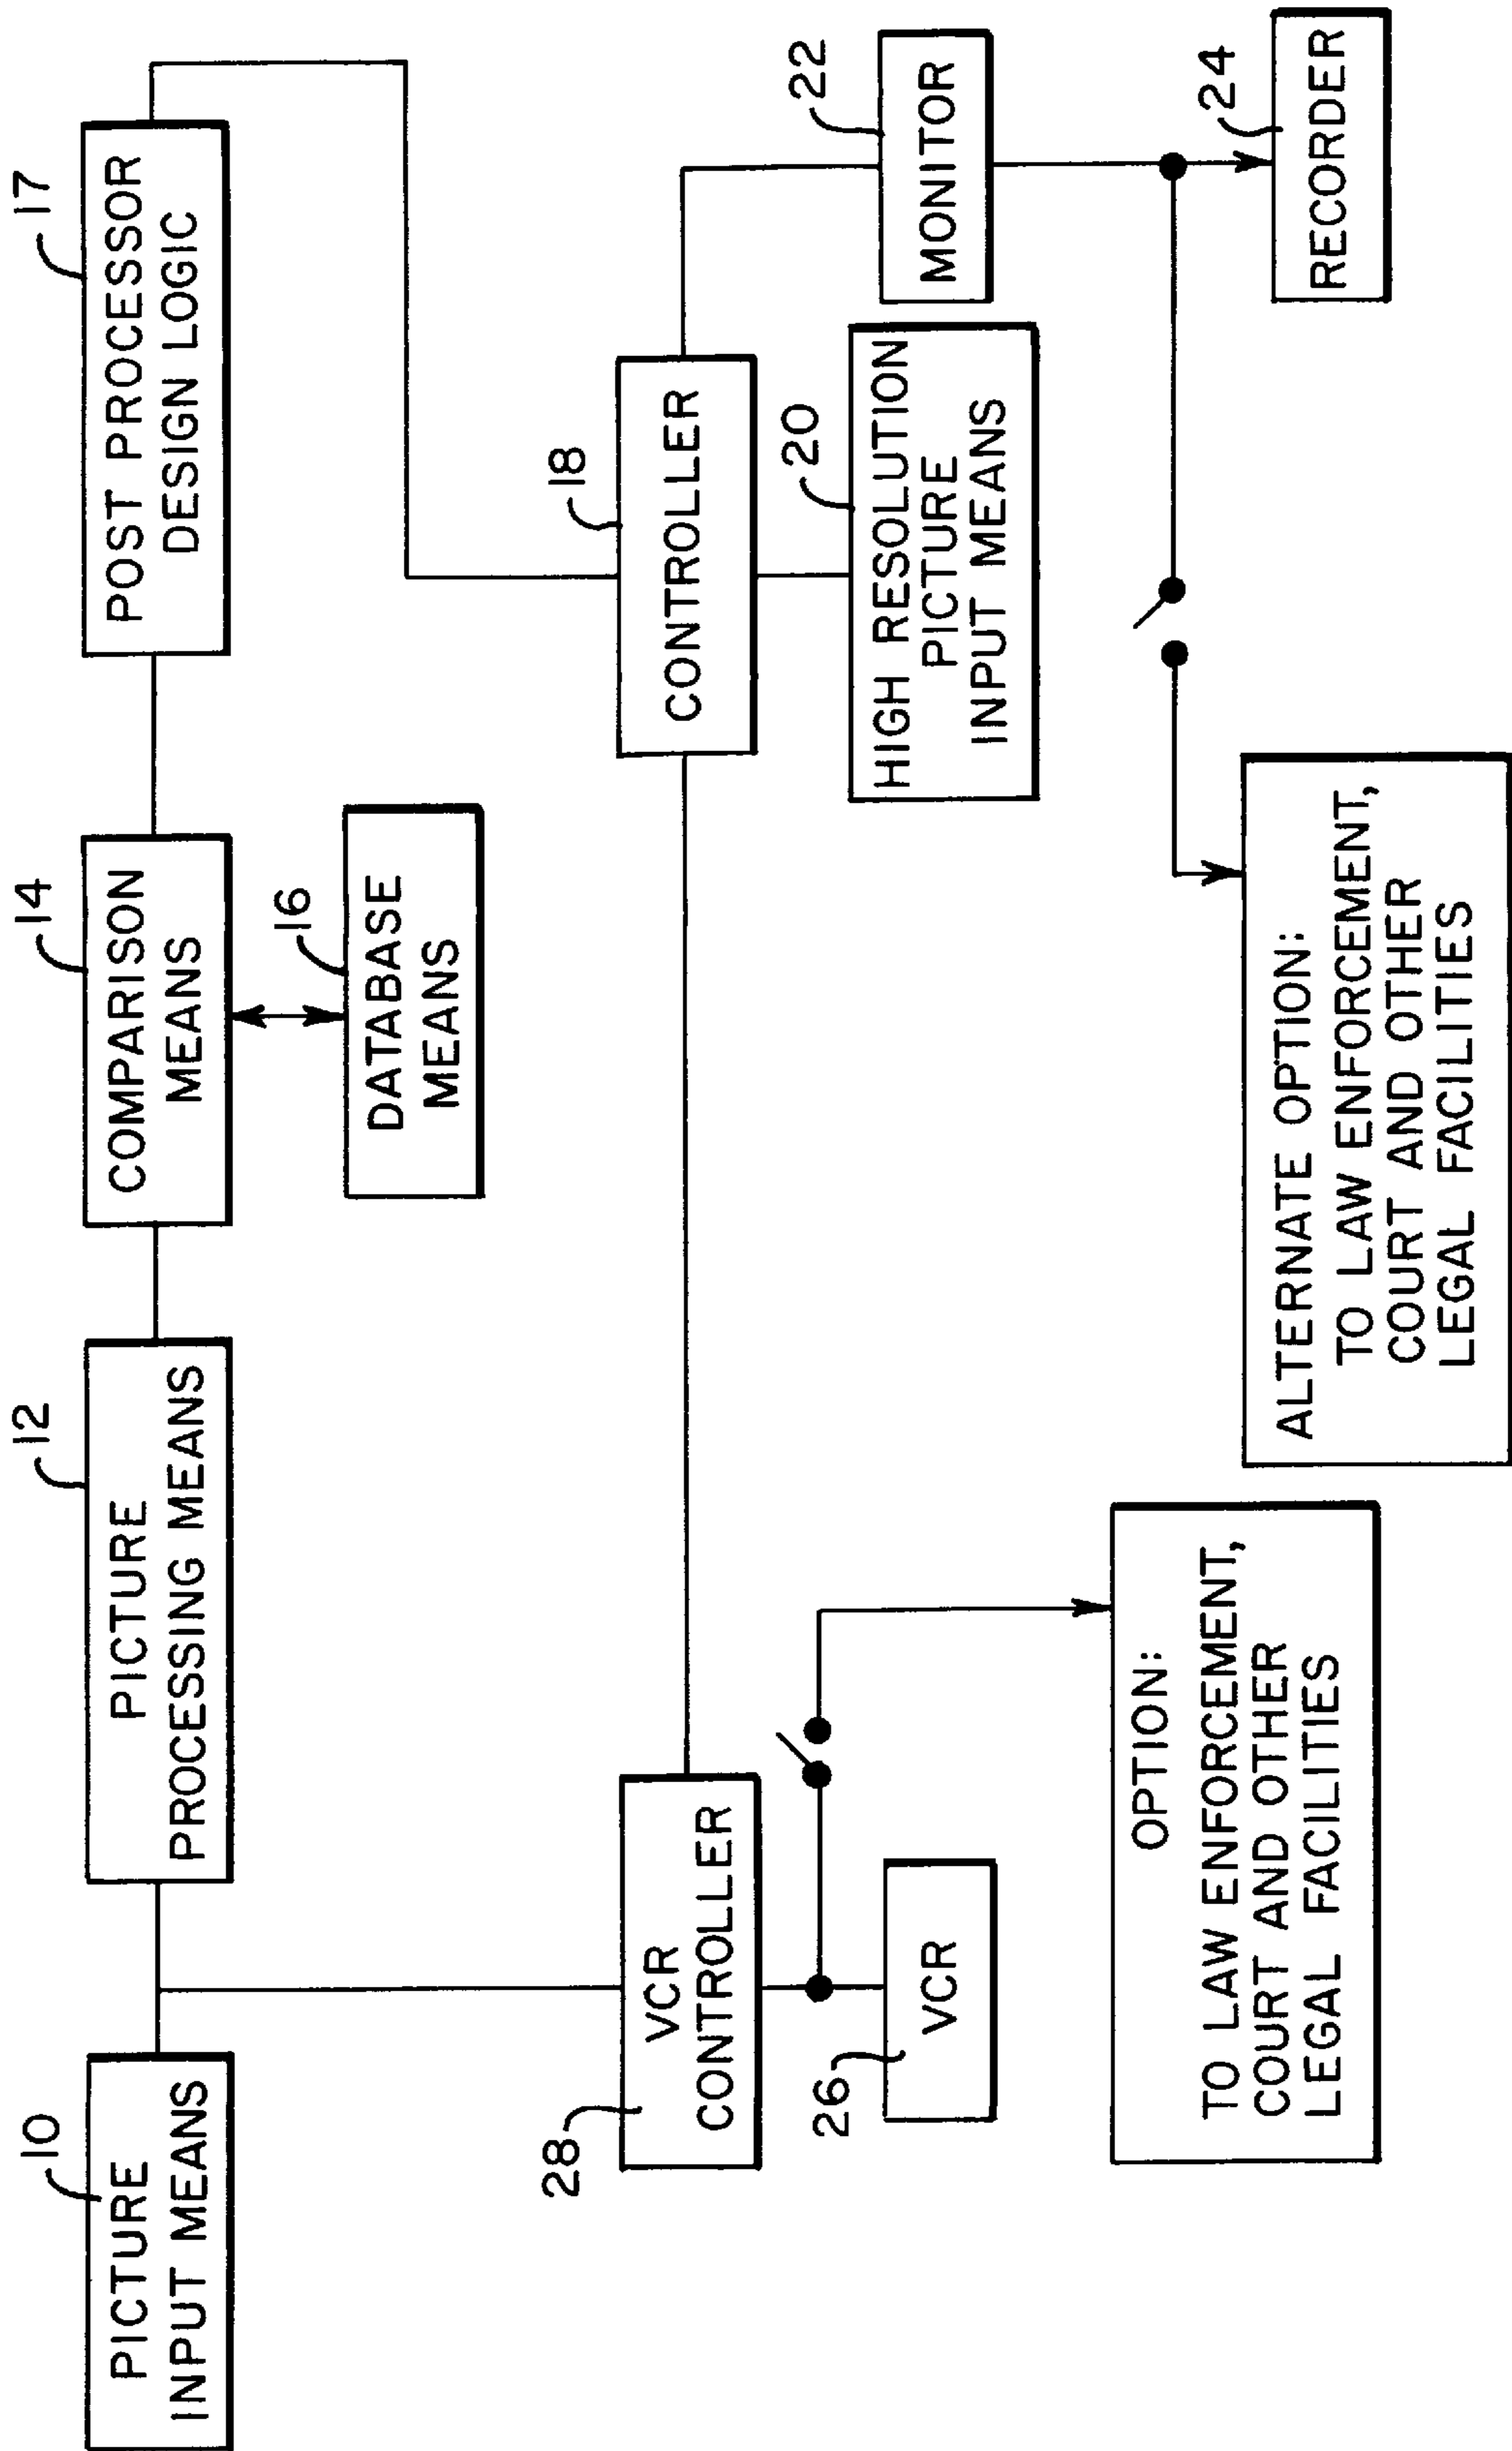 10
PICTURE
INPUT MEANS
12
PICTURE
PROCESSING MEANS
14
COMPARISON
MEANS
16
DATABASE
MEANS
17
POST PROCESSOR
DESIGN LOGIC
28
VCR
CONTROLLER
18
CONTROLLER
26
VCR
20
HIGH RESOLUTION
PICTURE
INPUT MEANS
22
MONITOR
OPTION:
TO LAW ENFORCEMENT,
COURT AND OTHER
LEGAL FACILITIES
ALTERNATE OPTION:
TO LAW ENFORCEMENT,
COURT AND OTHER
LEGAL FACILITIES
24
RECORDER